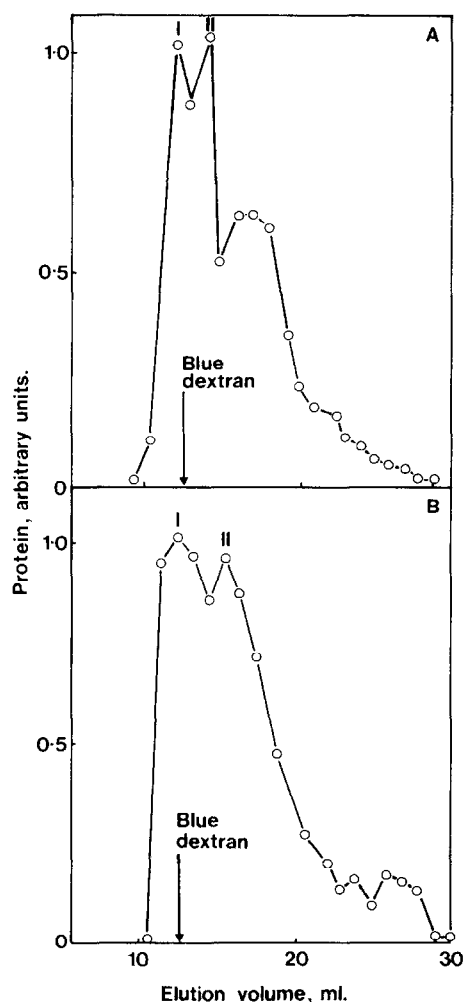 I
II
A
1·0
0·5
Blue
dextran
0
Protein, arbitrary units.
I
II
B
1·0
0·5
Blue
dextran
0
10
20
30
Elution volume, ml.